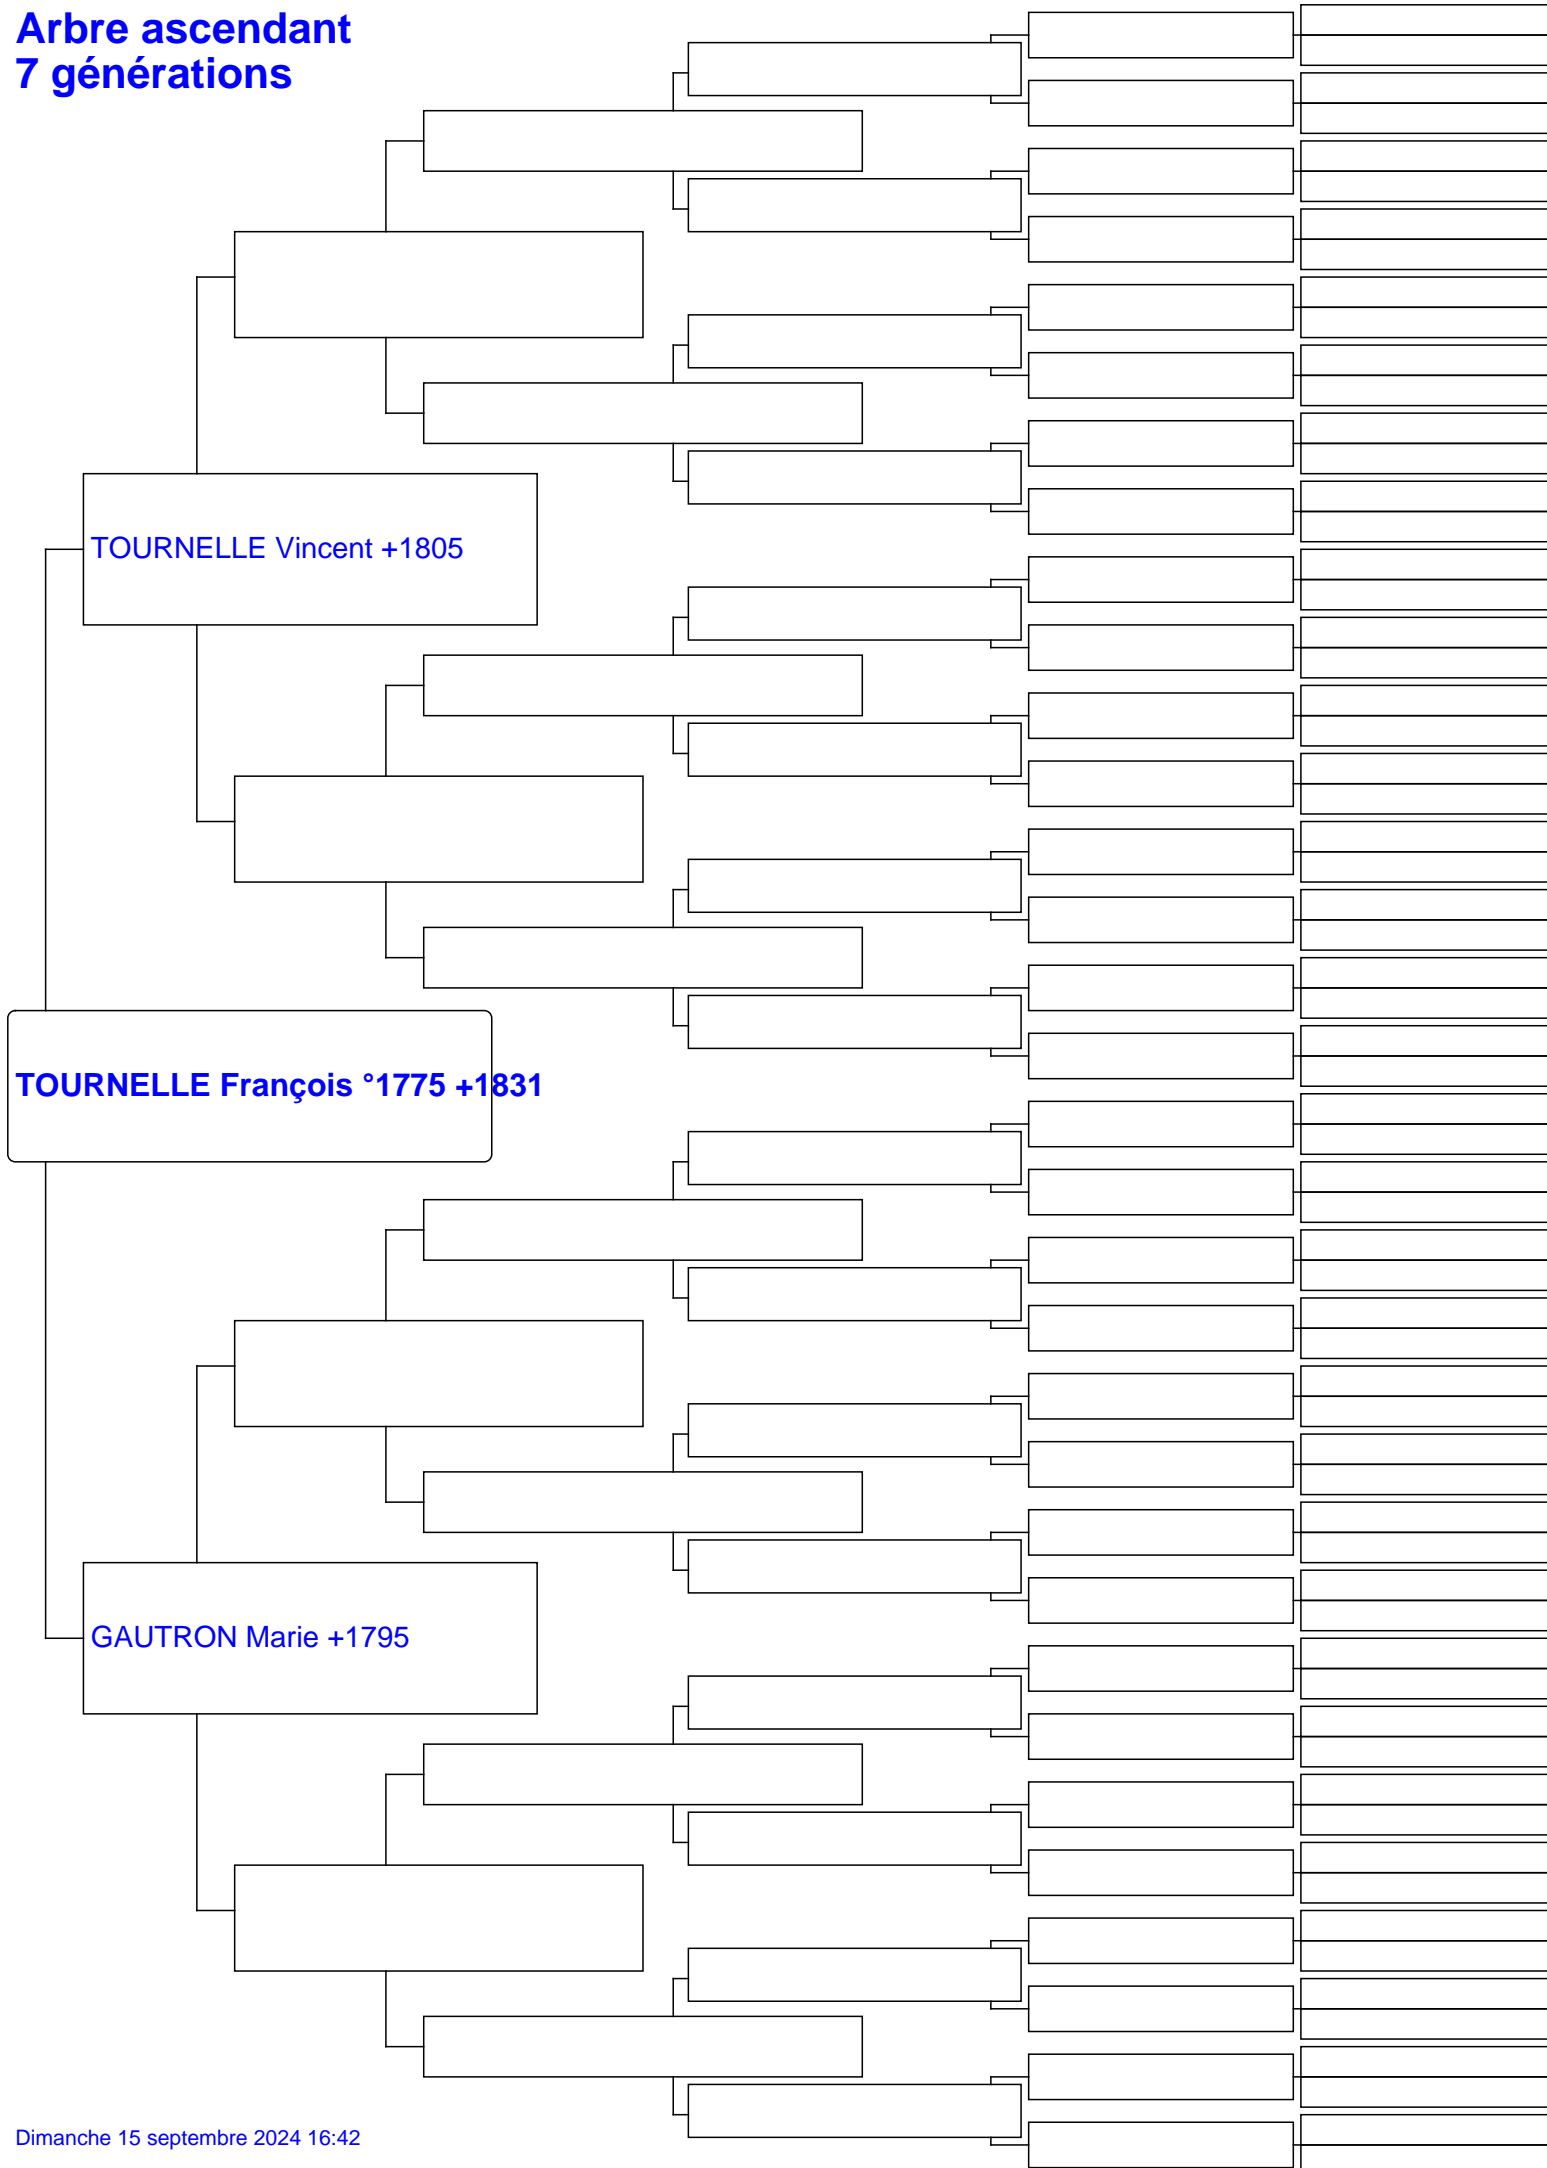 Arbre ascendant
7 générations
TOURNELLE Vincent +1805
TOURNELLE François °1775 +1831
GAUTRON Marie +1795
Dimanche 15 septembre 2024 16:42